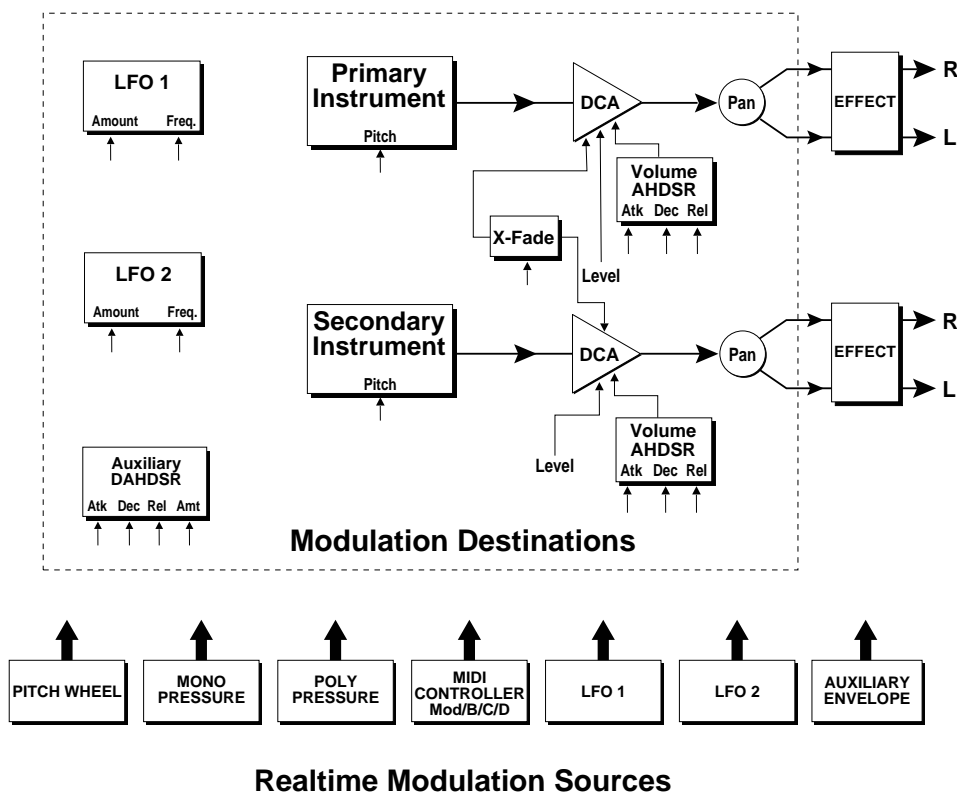 LFO 1
Amount Freq.
Primary
Instrument
Pitch
DCA
Pan
EFFECT
R
L
Volume
AHDSR
Atk Dec Rel
X-Fade
Level
LFO 2
Amount Freq.
Secondary
Instrument
Pitch
DCA
Pan
EFFECT
R
L
Volume
AHDSR
Atk Dec Rel
Level
Auxiliary
DAHDSR
Atk Dec Rel Amt
Modulation Destinations
PITCH WHEEL
MONO
PRESSURE
POLY
PRESSURE
MIDI
CONTROLLER
Mod/B/C/D
LFO 1
LFO 2
AUXILIARY
ENVELOPE
Realtime Modulation Sources